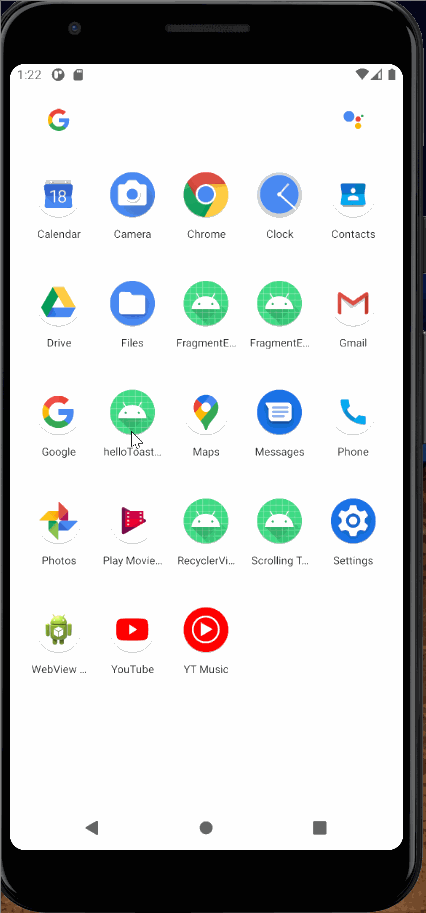 1:22
G
18
Calendar Camera Chrome Clock Contacts
Drive Files FragmentE... FragmentE... Gmail
G
Google helloToast... Maps Messages Phone
Photos Play Movie... RecyclerVi... Scrolling T... Settings
WebView ... YouTube YT Music